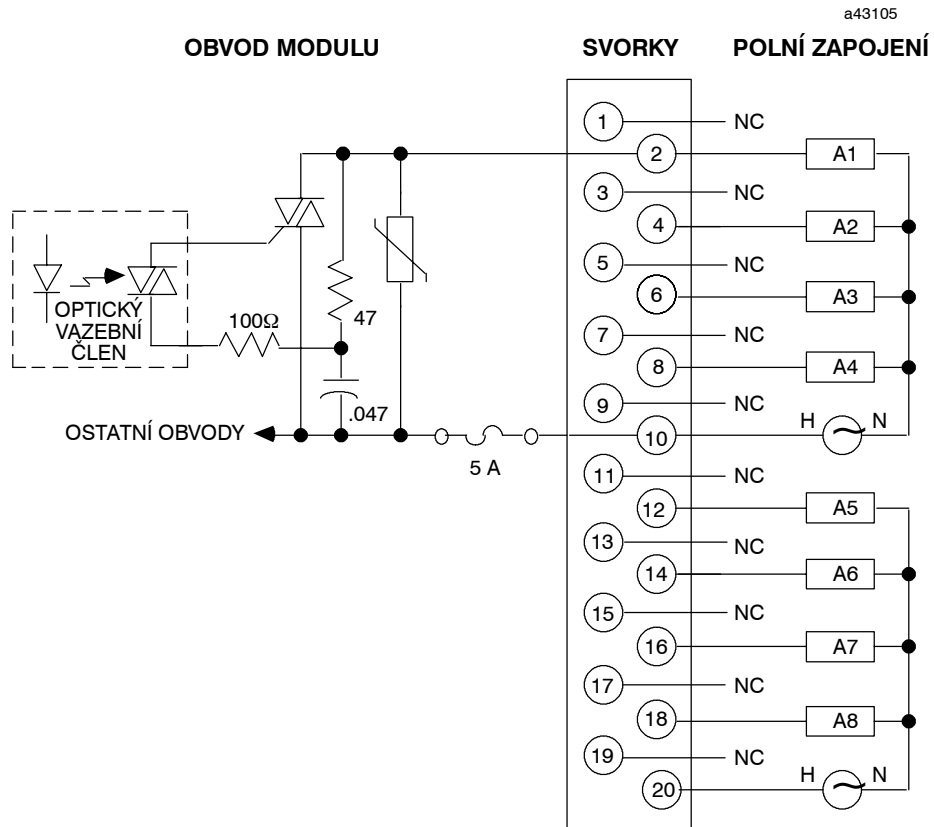 a43105
OBVOD MODULU SVORKY POLNÍ ZAPOJENÍ
1 NC
2 A1
3 NC
4 A2
5 NC
6 A3
OPTICKÝ
VAZEBNÍ
ČLEN
100Ω
47
7 NC
8 A4
.047
9 NC
OSTATNÍ OBVODY
5 A
10 H N
11 NC
12 A5
13 NC
14 A6
15 NC
16 A7
17 NC
18 A8
19 NC
20 H N